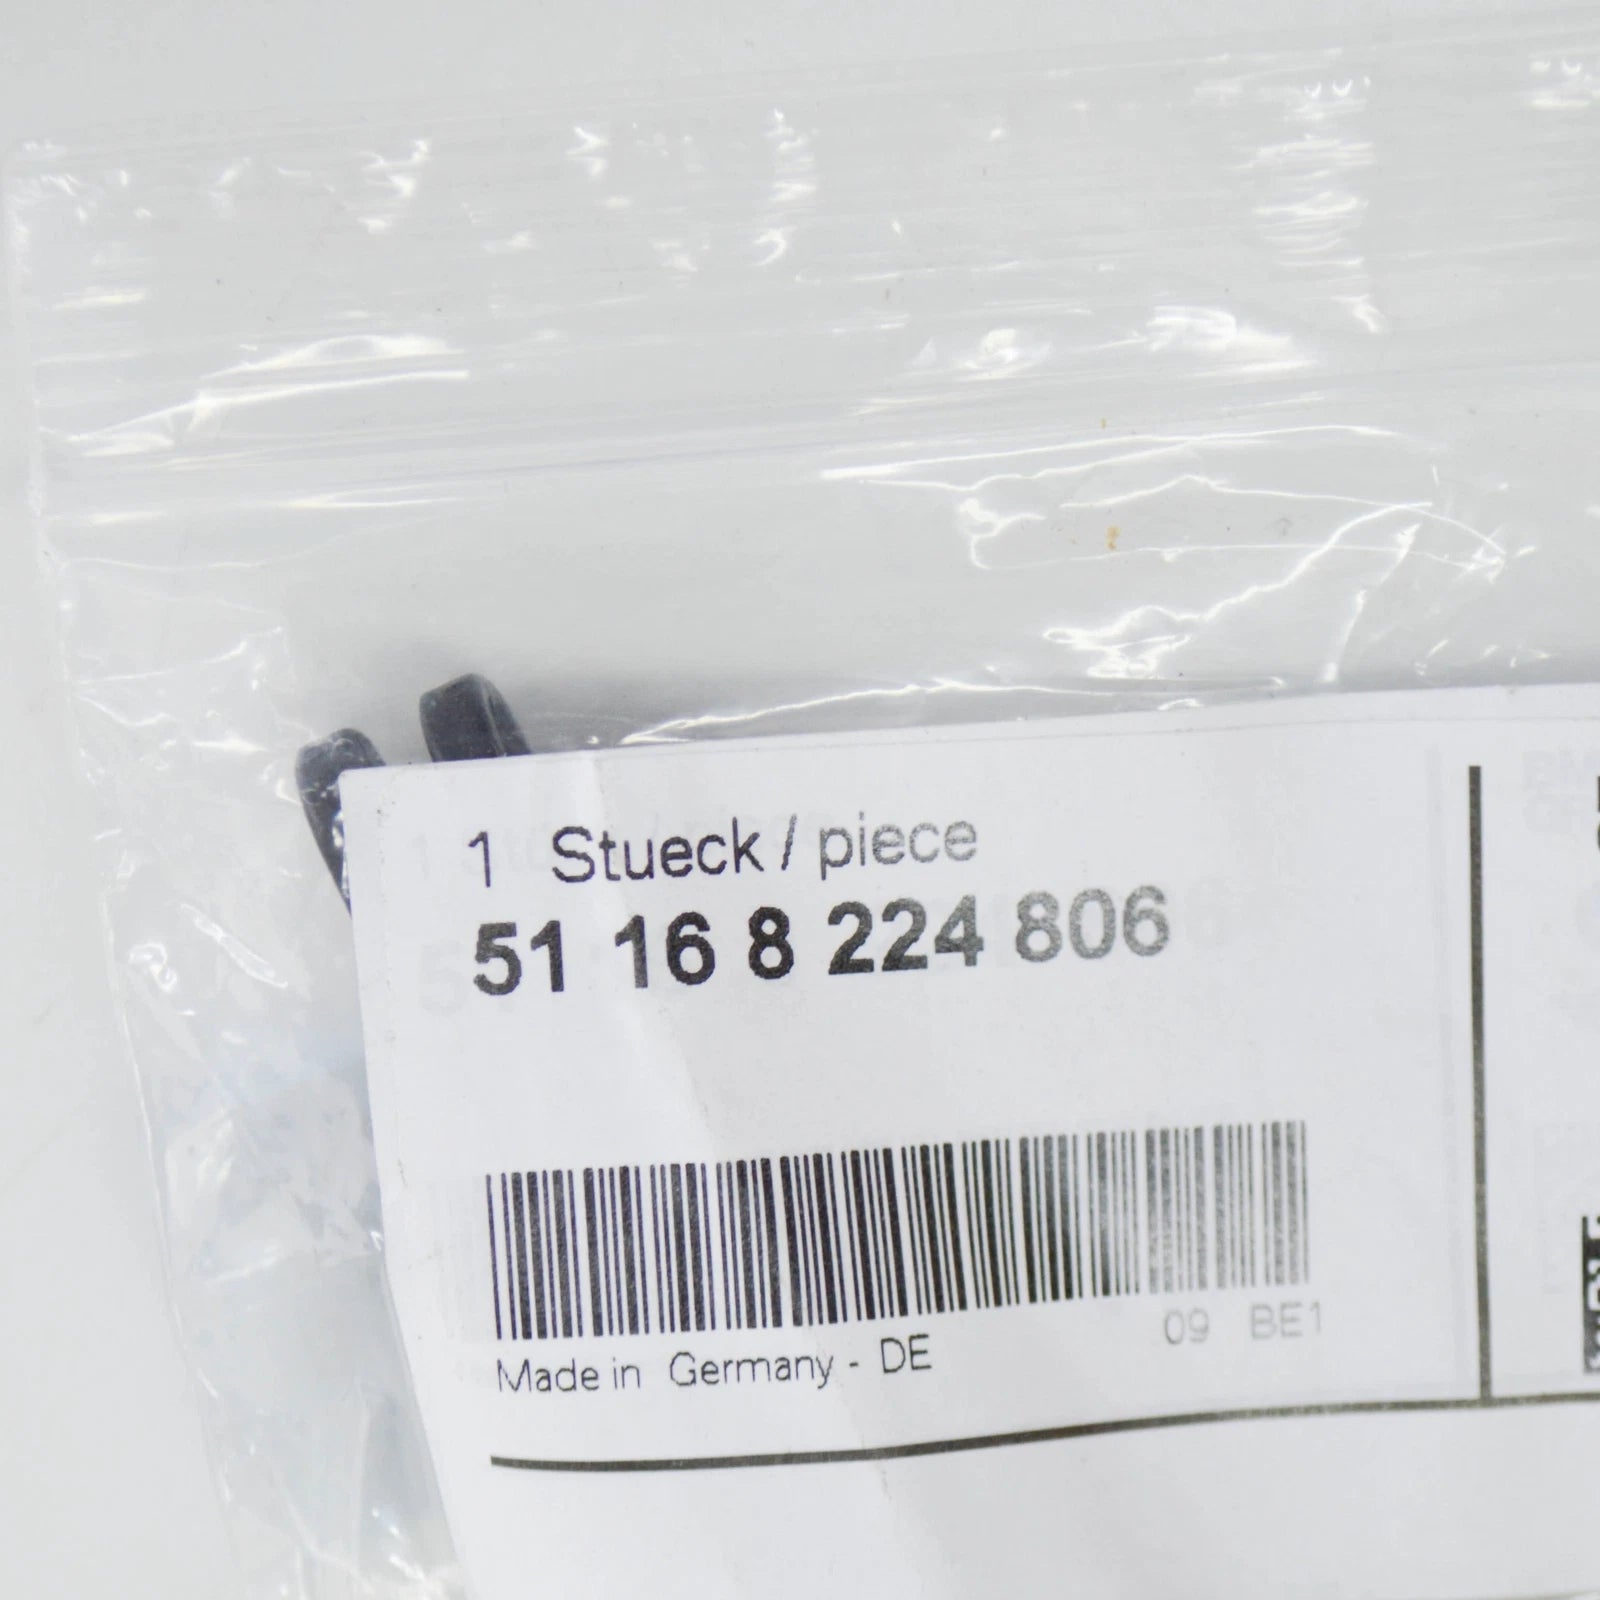 1 Stueck / piece
51 16 8 224 806
09 BE1
Made in Germany - DE